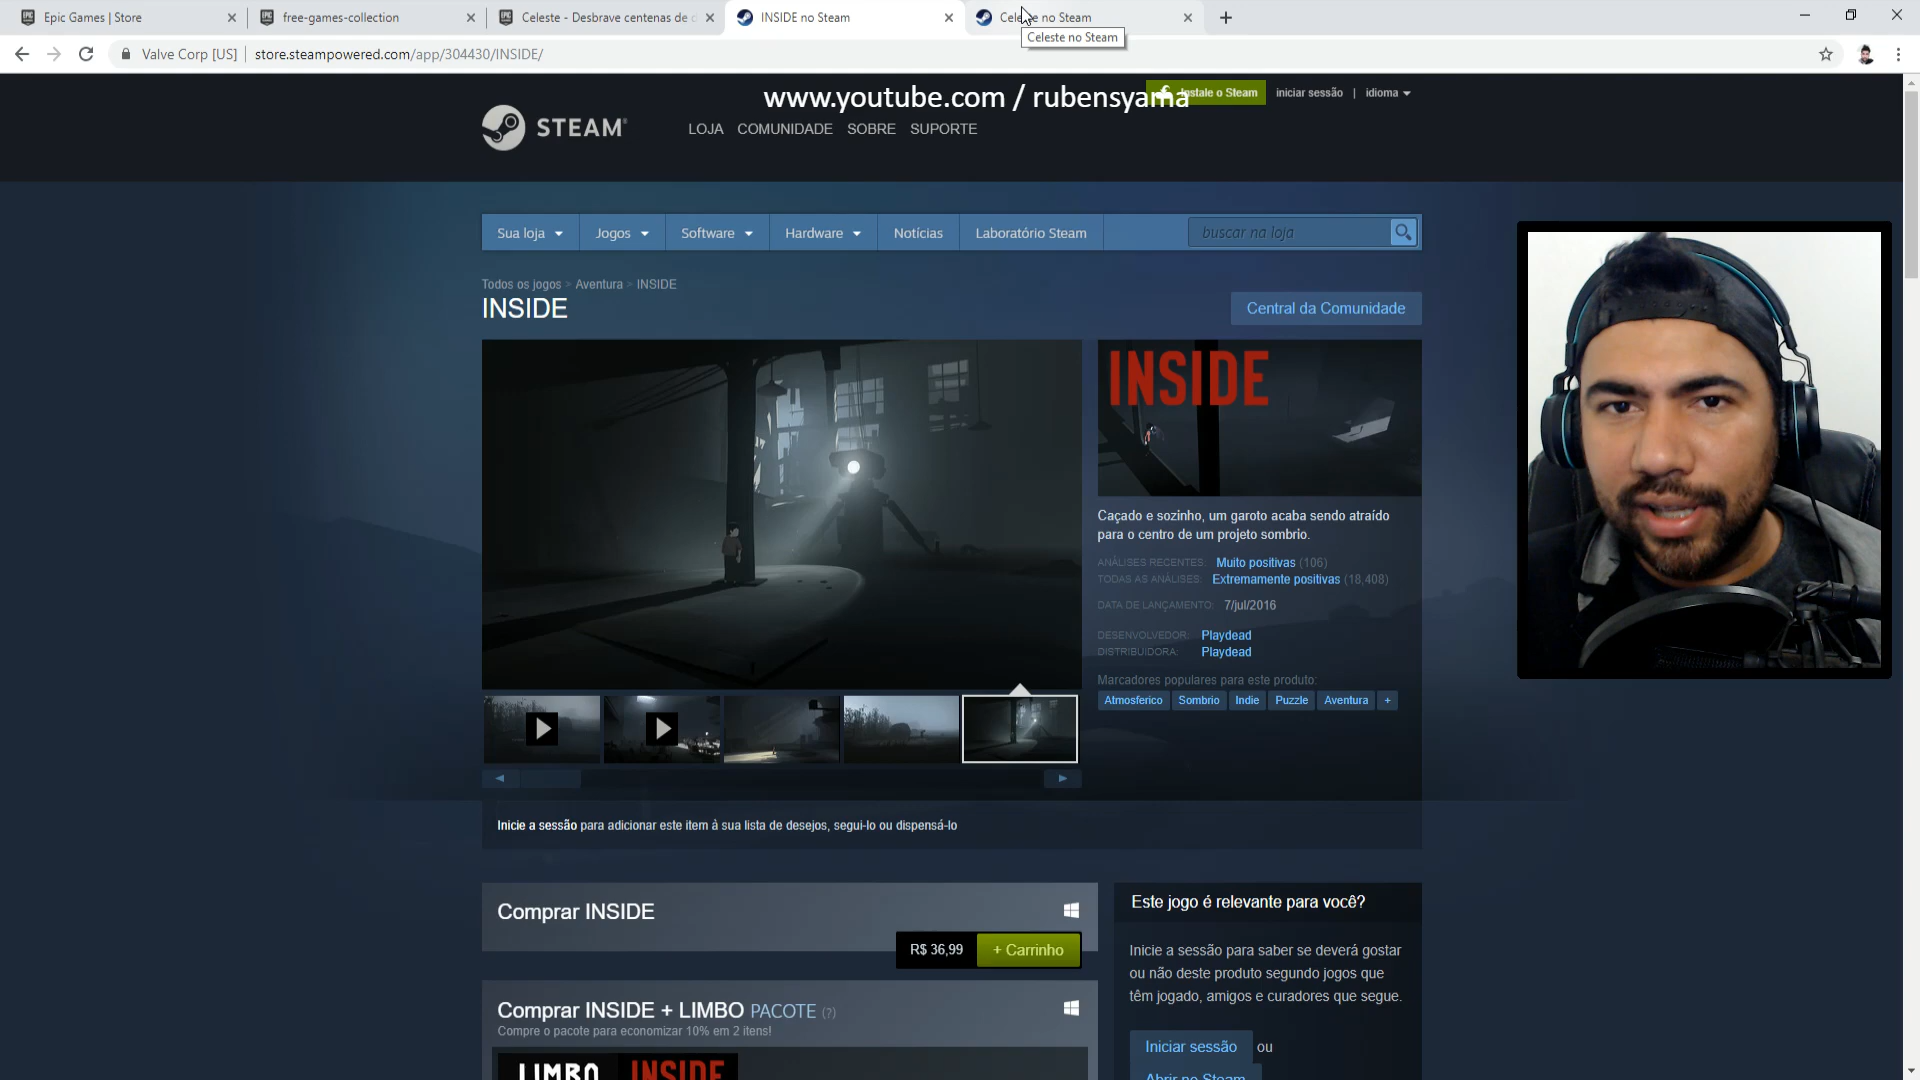 Epic Games | Store
free-games-collection
Celeste - Desbrave centenas de d
INSIDE no Steam
Celeste no Steam
Celeste no Steam
Valve Corp [US] | store.steampowered.com/app/304430/INSIDE/
www.youtube.com / rubensyama
Instale o Steam
iniciar sessão | idioma
STEAM
LOJA COMUNIDADE SOBRE SUPORTE
Sua loja Jogos Software Hardware Notícias Laboratório Steam
buscar na loja
Todos os jogos > Aventura > INSIDE
INSIDE
Central da Comunidade
INSIDE
Caçado e sozinho, um garoto acaba sendo atraído
para o centro de um projeto sombrio.
ANÁLISES RECENTES: Muito positivas (106)
TODAS AS ANÁLISES: Extremamente positivas (18,408)
DATA DE LANÇAMENTO: 7/jul/2016
DESENVOLVEDOR: Playdead
DISTRIBUIDORA: Playdead
Marcadores populares para este produto:
Atmosferico Sombrio Indie Puzzle Aventura +
Inicie a sessão para adicionar este item à sua lista de desejos, segui-lo ou dispensá-lo
Comprar INSIDE
R$ 36,99 + Carrinho
Comprar INSIDE + LIMBO PACOTE (?)
Compre o pacote para economizar 10% em 2 itens!
LIMBO INSIDE
Este jogo é relevante para você?
Inicie a sessão para saber se deverá gostar
ou não deste produto segundo jogos que
têm jogado, amigos e curadores que segue.
Iniciar sessão ou
Abrir no Steam